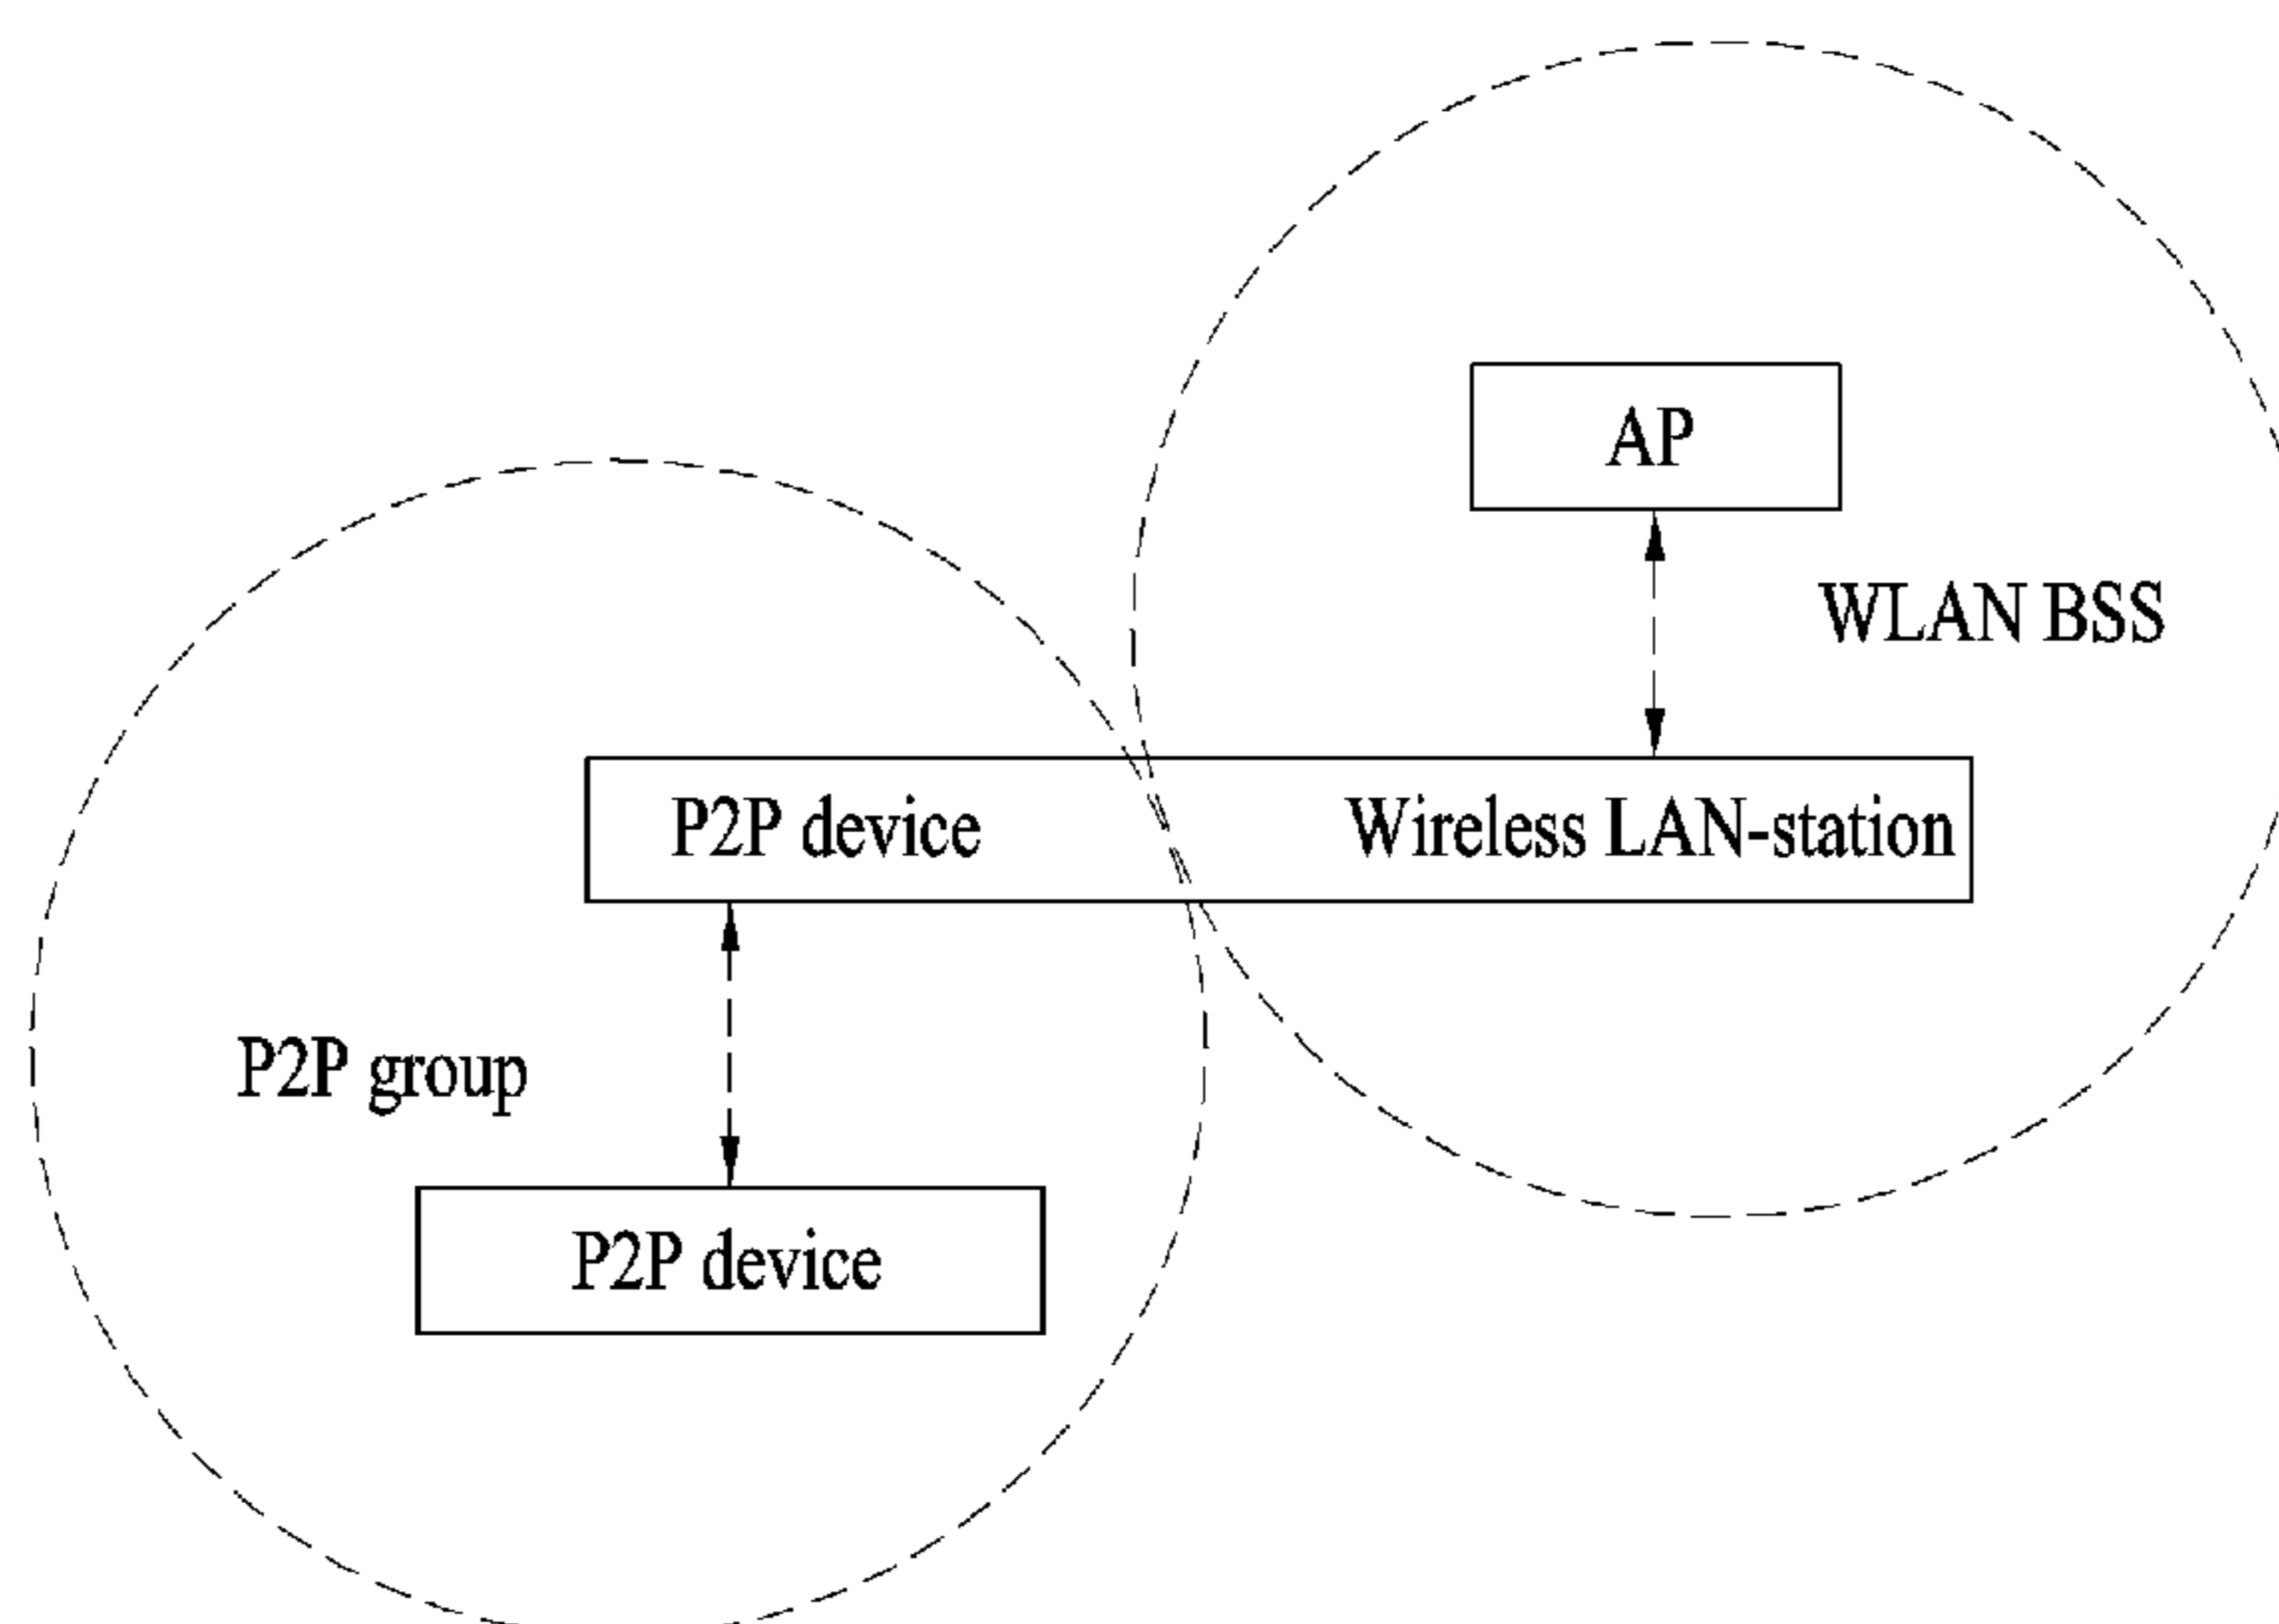 AP
WLAN BSS
P2P device
Wireless LAN-station
P2P group
P2P device